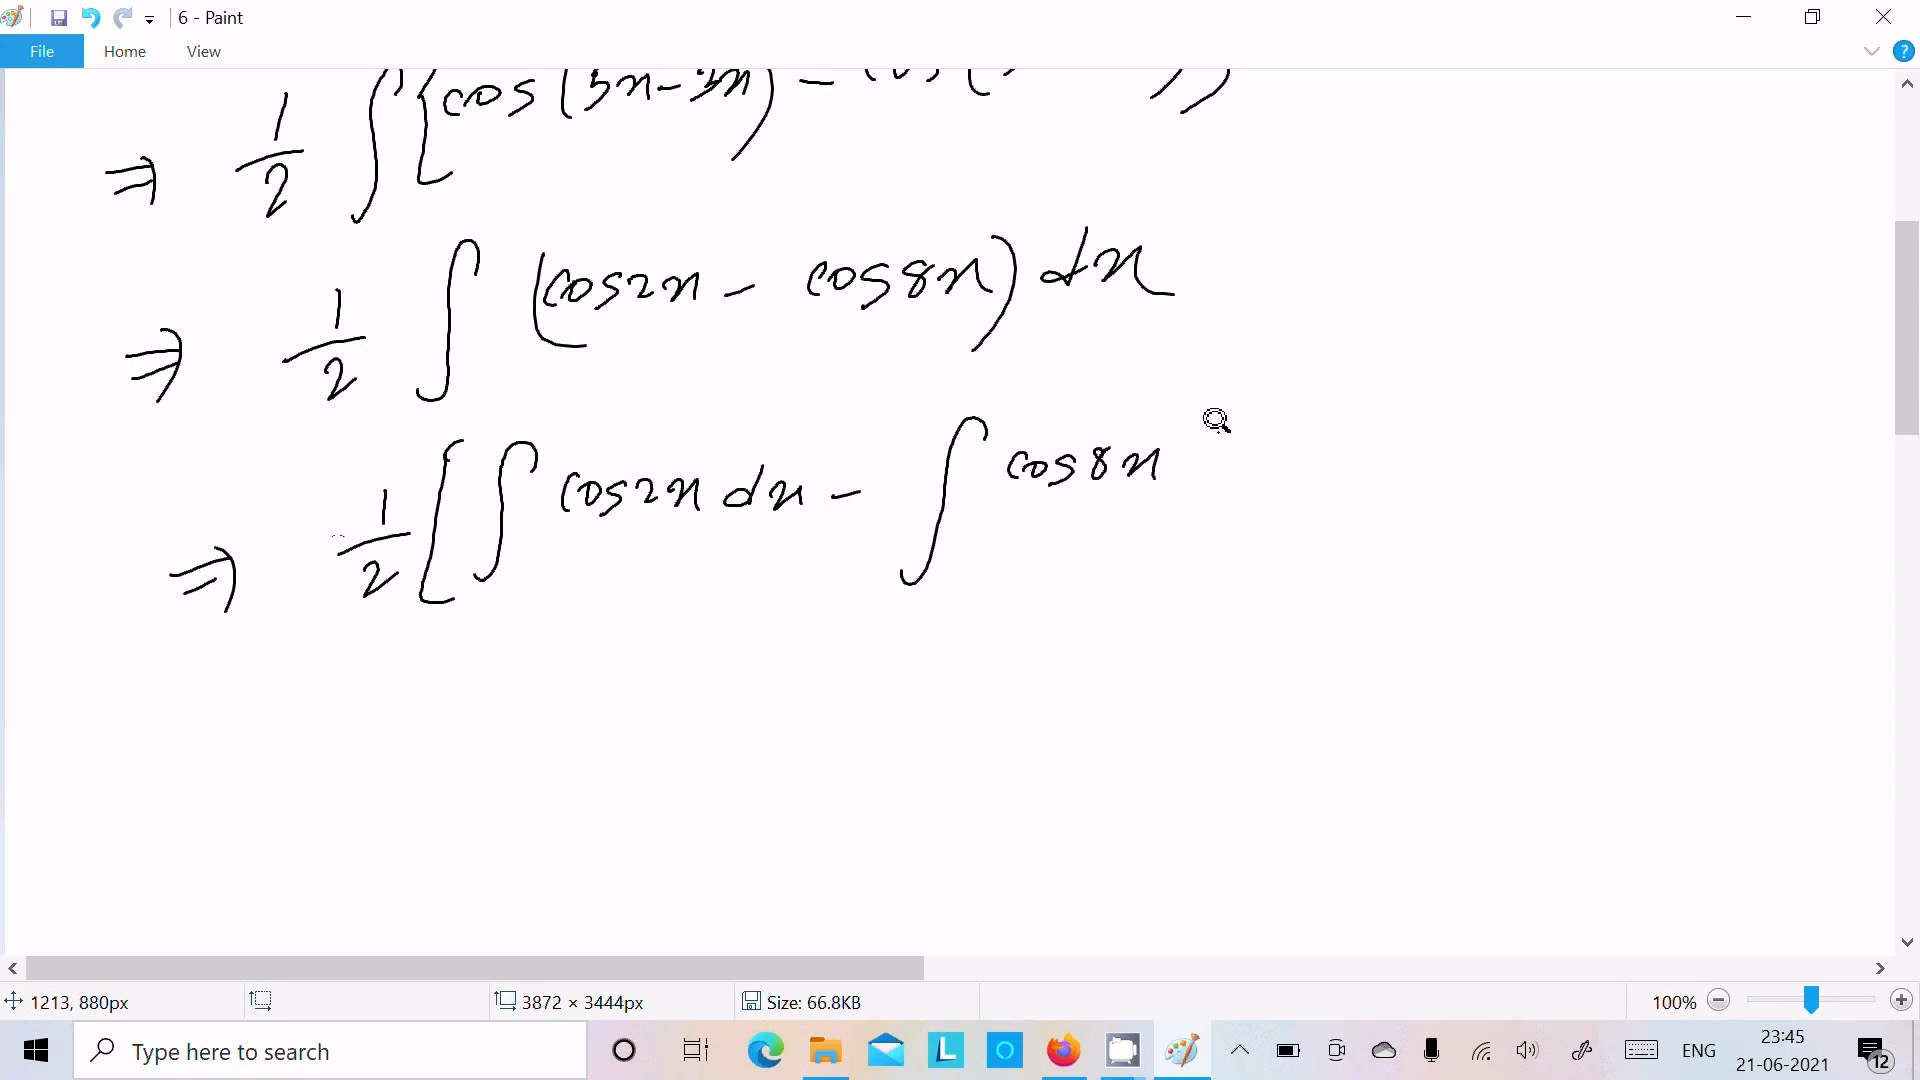 6 - Paint
File Home View
⇒ 1/2 ∫ [cos (5x-3x) - cos (
⇒ 1/2 ∫ (cos2x - cos8x) dx
⇒ 1/2 [ ∫ cos2x dx - ∫ cos8x
1213, 880px 3872 × 3444px Size: 66.8KB 100%
Type here to search ENG 23:45
21-06-2021 12